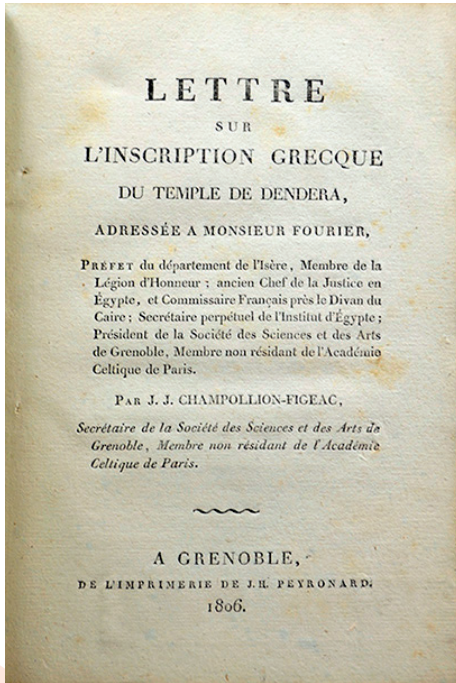 LETTRE
SUR
L'INSCRIPTION GRECQUE
DU TEMPLE DE DENDERA,
ADRESSÉE A MONSIEUR FOURIER,
PRÉFET du département de l'Isère, Membre de la
Légion d'Honneur ; ancien Chef de la Justice en
Égypte, et Commissaire Français près le Divan du
Caire ; Secrétaire perpétuel de l'Institut d'Égypte ;
Président de la Société des Sciences et des Arts
de Grenoble, Membre non résidant de l'Académie
Celtique de Paris.
PAR J. J. CHAMPOLLION-FIGEAC,
Secrétaire de la Société des Sciences et des Arts de
Grenoble, Membre non résidant de l'Académie
Celtique de Paris.
A GRENOBLE,
DE L'IMPRIMERIE DE J. H. PEYRONARD.
1806.